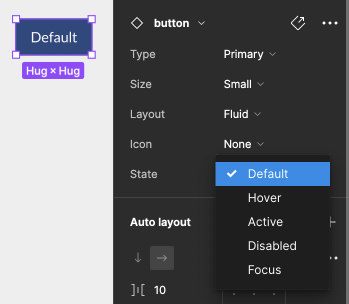 Default
Hug × Hug
button
Type Primary
Size Small
Layout Fluid
Icon None
State
Default
Hover
Active
Disabled
Focus
Auto layout
10